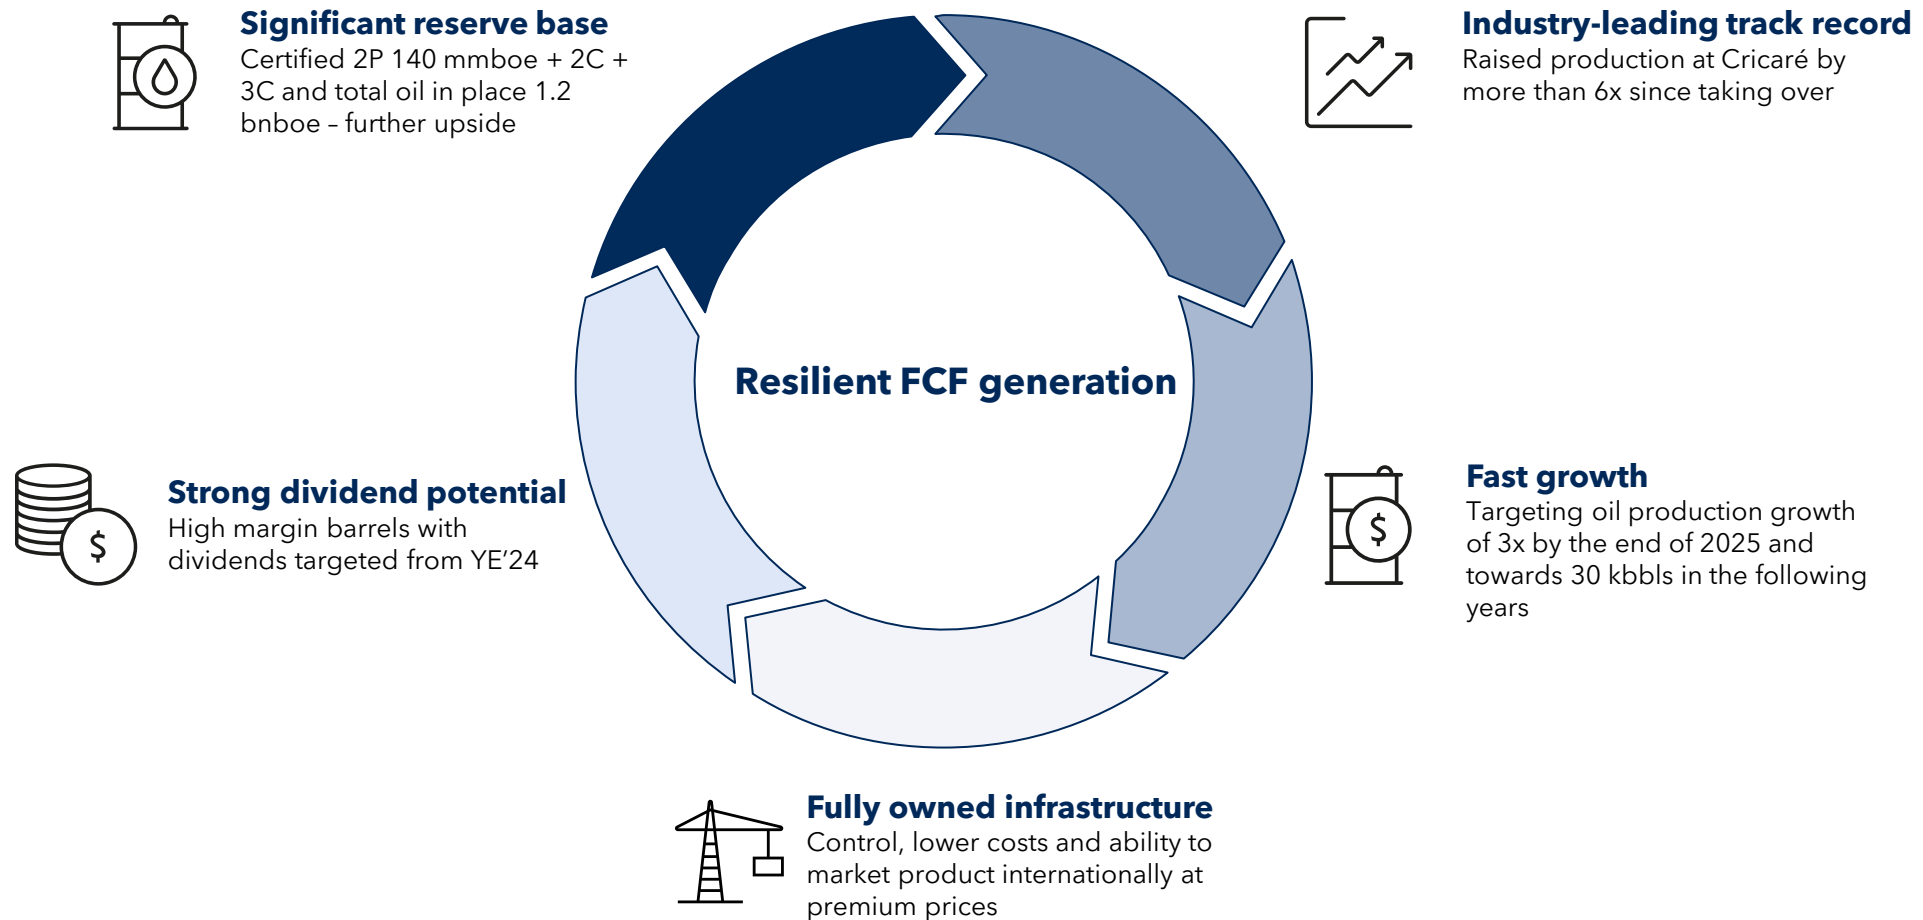 Significant reserve base
Certified 2P 140 mmboe + 2C +
3C and total oil in place 1.2
bnboe – further upside
Industry-leading track record
Raised production at Cricaré by
more than 6x since taking over
Resilient FCF generation
Strong dividend potential
High margin barrels with
dividends targeted from YE’24
$
Fast growth
Targeting oil production growth
of 3x by the end of 2025 and
towards 30 kbbls in the following
years
$
Fully owned infrastructure
Control, lower costs and ability to
market product internationally at
premium prices